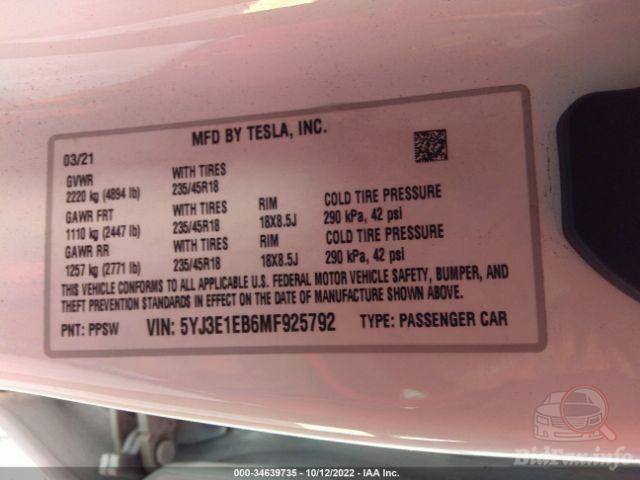 MFD BY TESLA, INC.
03/21
GVWR
2220 kg (4894 lb)
WITH TIRES
235/45R18
GAWR FRT
1110 kg (2447 lb)
WITH TIRES
235/45R18
RIM
18X8.5J
COLD TIRE PRESSURE
290 kPa, 42 psi
GAWR RR
1257 kg (2771 lb)
WITH TIRES
235/45R18
RIM
18X8.5J
COLD TIRE PRESSURE
290 kPa, 42 psi
THIS VEHICLE CONFORMS TO ALL APPLICABLE U.S. FEDERAL MOTOR VEHICLE SAFETY, BUMPER, AND
THEFT PREVENTION STANDARDS IN EFFECT ON THE DATE OF MANUFACTURE SHOWN ABOVE.
PNT: PPSW VIN: 5YJ3E1EB6MF925792 TYPE: PASSENGER CAR
BidFax.info
000-34639735 - 10/12/2022 - IAA Inc.